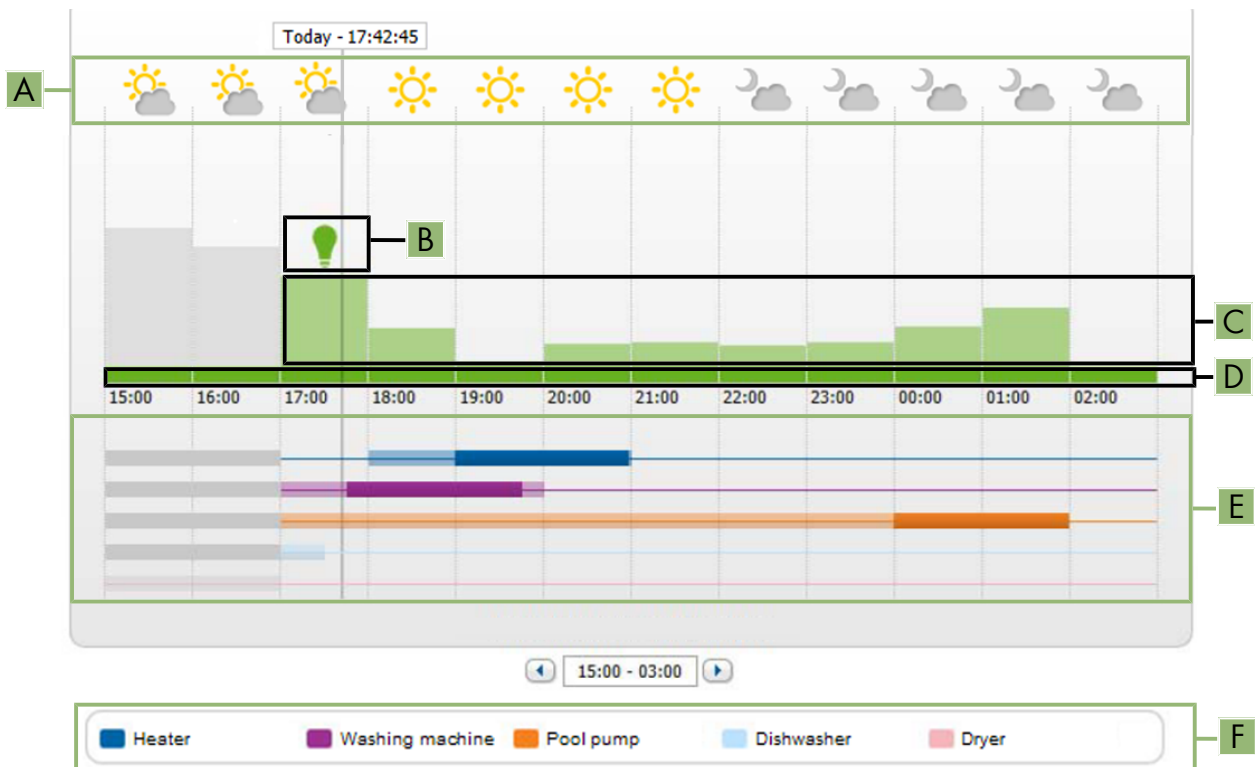 Today - 17:42:45
A
B
C
D
15:00 16:00 17:00 18:00 19:00 20:00 21:00 22:00 23:00 00:00 01:00 02:00
E
15:00 - 03:00
Heater Washing machine Pool pump Dishwasher Dryer
F